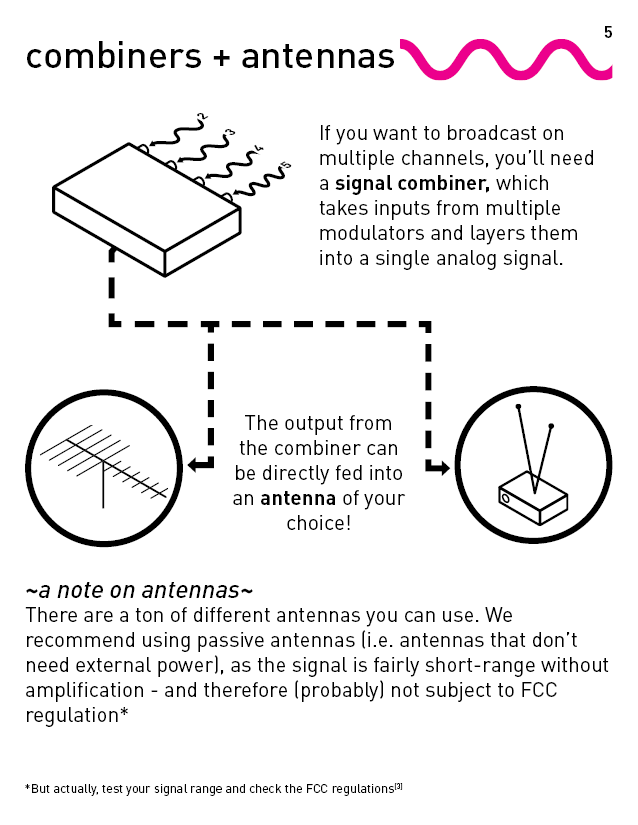 5
combiners + antennas
2
3
4
5
If you want to broadcast on
multiple channels, you’ll need
a signal combiner, which
takes inputs from multiple
modulators and layers them
into a single analog signal.
The output from
the combiner can
be directly fed into
an antenna of your
choice!
~a note on antennas~
There are a ton of different antennas you can use. We
recommend using passive antennas (i.e. antennas that don’t
need external power), as the signal is fairly short-range without
amplification - and therefore (probably) not subject to FCC
regulation*
*But actually, test your signal range and check the FCC regulations[3]